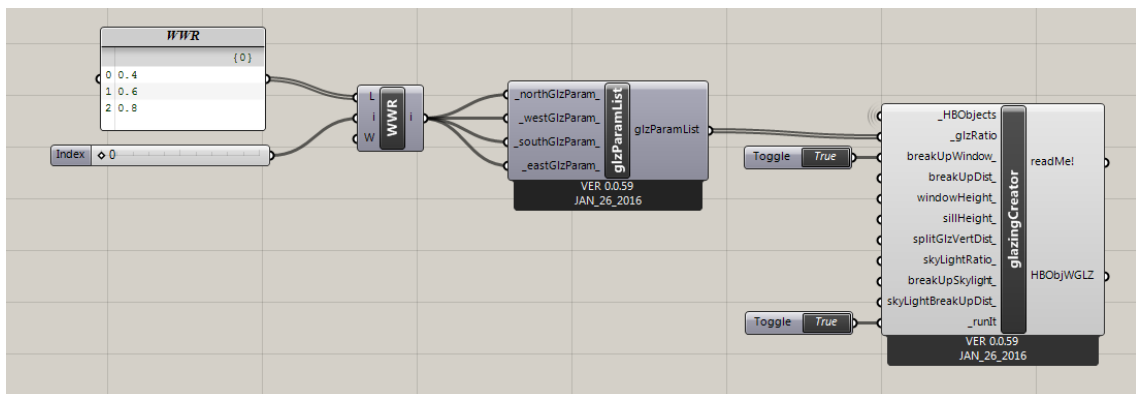 WWR
{0}
0 0.4
1 0.6
2 0.8
Index 0
L
i
W
WWR
i
_northGlzParam_
_westGlzParam_
_southGlzParam_
_eastGlzParam_
glzParamList
glzParamList
VER 0.0.59
JAN_26_2016
Toggle True
Toggle True
_HBObjects
_glzRatio
breakUpWindow_
breakUpDist_
windowHeight_
sillHeight_
splitGlzVertDist_
skyLightRatio_
breakUpSkylight_
skyLightBreakUpDist_
_runIt
glazingCreator
readMe!
HBObjWGLZ
VER 0.0.59
JAN_26_2016